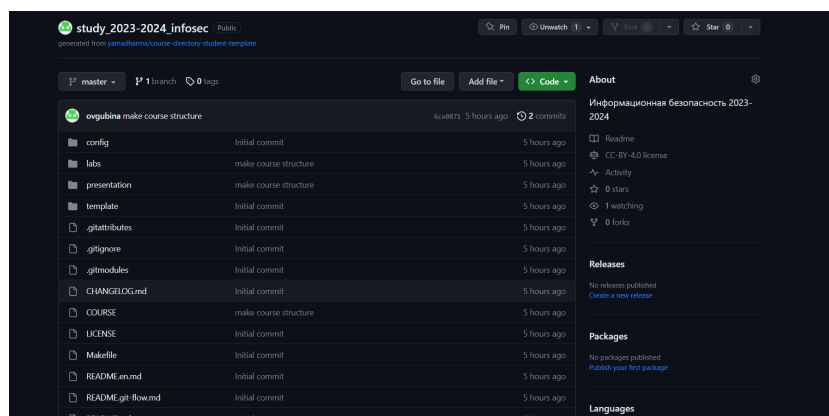 study_2023-2024_infosec Public
Pin Unwatch 1 Fork 0 Star 0
generated from yamadharma/course-directory-student-template
master 1 branch 0 tags Go to file Add file Code
About
Информационная безопасность 2023-
2024
ovgubina make course structure 6ce0871 5 hours ago 2 commits
config Initial commit 5 hours ago
labs make course structure 5 hours ago
presentation make course structure 5 hours ago
template Initial commit 5 hours ago
.gitattributes Initial commit 5 hours ago
.gitignore Initial commit 5 hours ago
.gitmodules Initial commit 5 hours ago
CHANGELOG.md Initial commit 5 hours ago
COURSE make course structure 5 hours ago
LICENSE Initial commit 5 hours ago
Makefile Initial commit 5 hours ago
README.en.md Initial commit 5 hours ago
README.git-flow.md Initial commit 5 hours ago
Readme
CC-BY-4.0 license
Activity
0 stars
1 watching
0 forks
Releases
No releases published
Create a new release
Packages
No packages published
Publish your first package
Languages